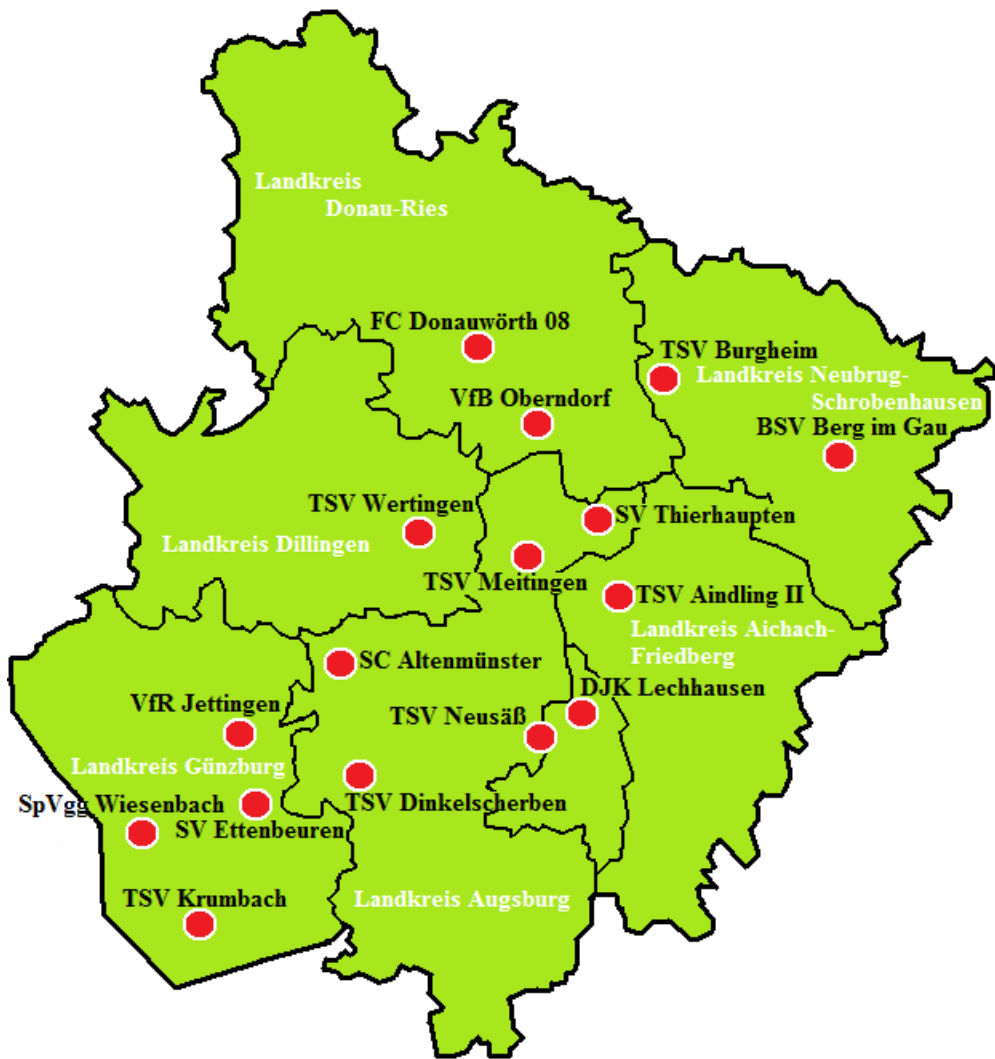 Landkreis
Donau-Ries
FC Donauwörth 08
TSV Burgheim
Landkreis Neubrug-
Schrobenhausen
VfB Oberndorf
BSV Berg im Gau
TSV Wertingen
SV Thierhaupten
Landkreis Dillingen
TSV Meitingen
TSV Aindling II
Landkreis Aichach-
Friedberg
SC Altenmünster
DJK Lechhausen
VfR Jettingen
TSV Neusäß
Landkreis Günzburg
SpVgg Wiesenbach
TSV Dinkelscherben
SV Ettenbeuren
TSV Krumbach
Landkreis Augsburg